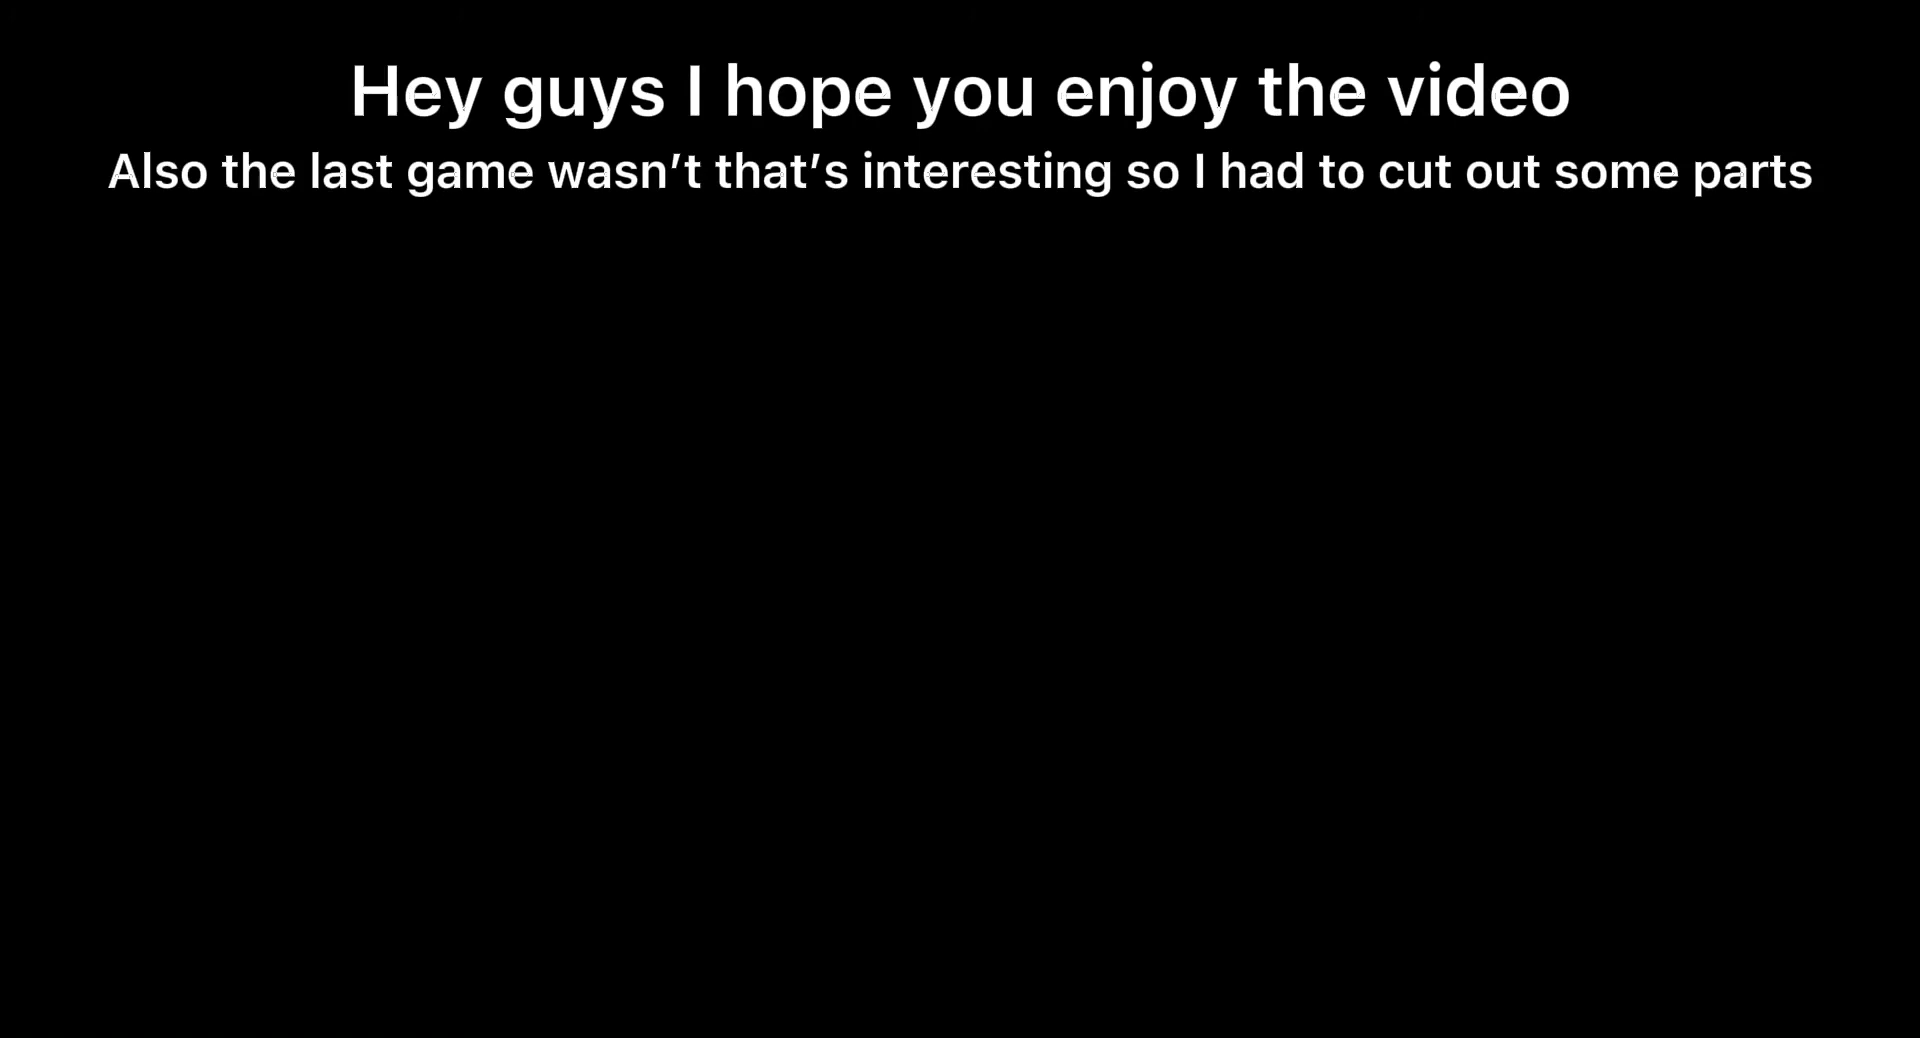 Hey guys I hope you enjoy the video
Also the last game wasn’t that’s interesting so I had to cut out some parts